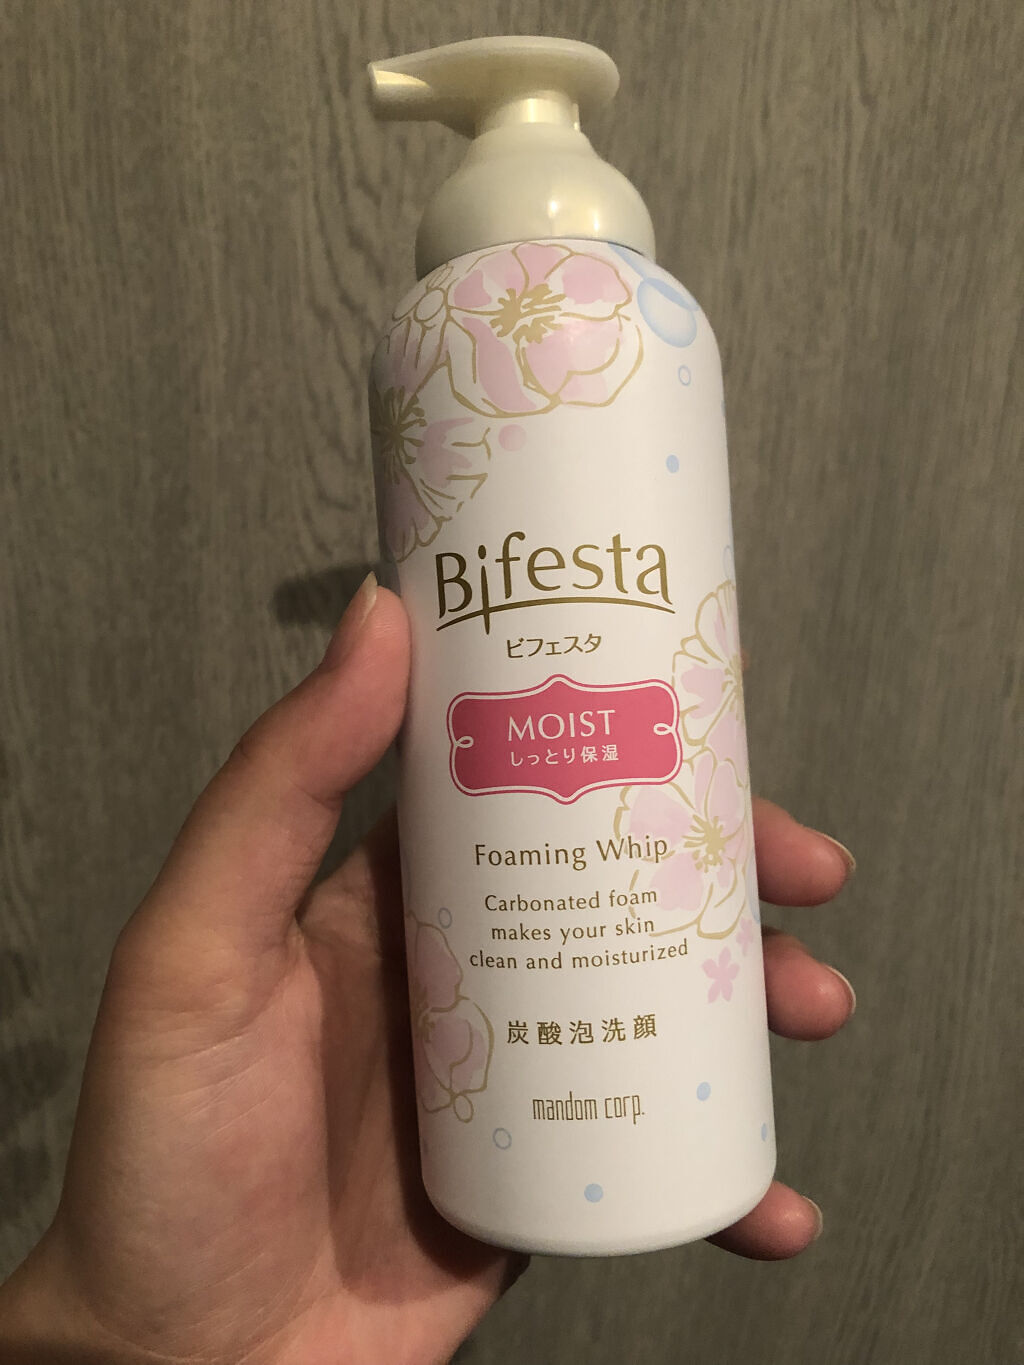 Bifesta
ビフェスタ
MOIST
しっとり保湿
Foaming Whip
Carbonated foam
makes your skin
clean and moisturized
炭酸泡洗顔
mandom corp.